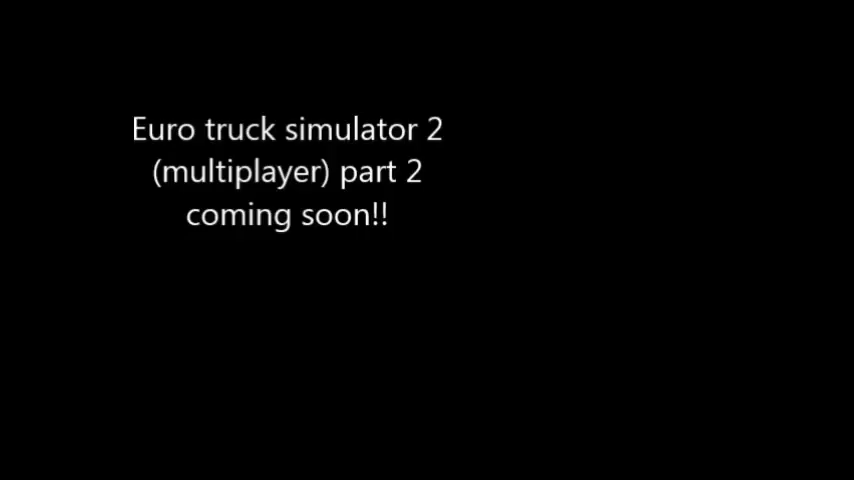 Euro truck simulator 2
(multiplayer) part 2
coming soon!!